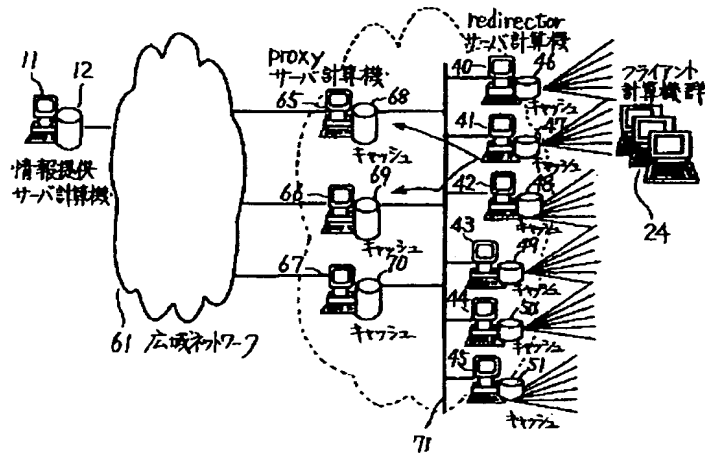 11
12
情報提供
サーバ計算機
61 広域ネットワーク
proxy
サーバ計算機
65
68
キャッシュ
66
69
キャッシュ
67
70
キャッシュ
redirector
サーバ計算機
40
46
キャッシュ
41
47
キャッシュ
42
48
キャッシュ
43
49
キャッシュ
44
50
キャッシュ
45
51
キャッシュ
71
クライアント
計算機群
24